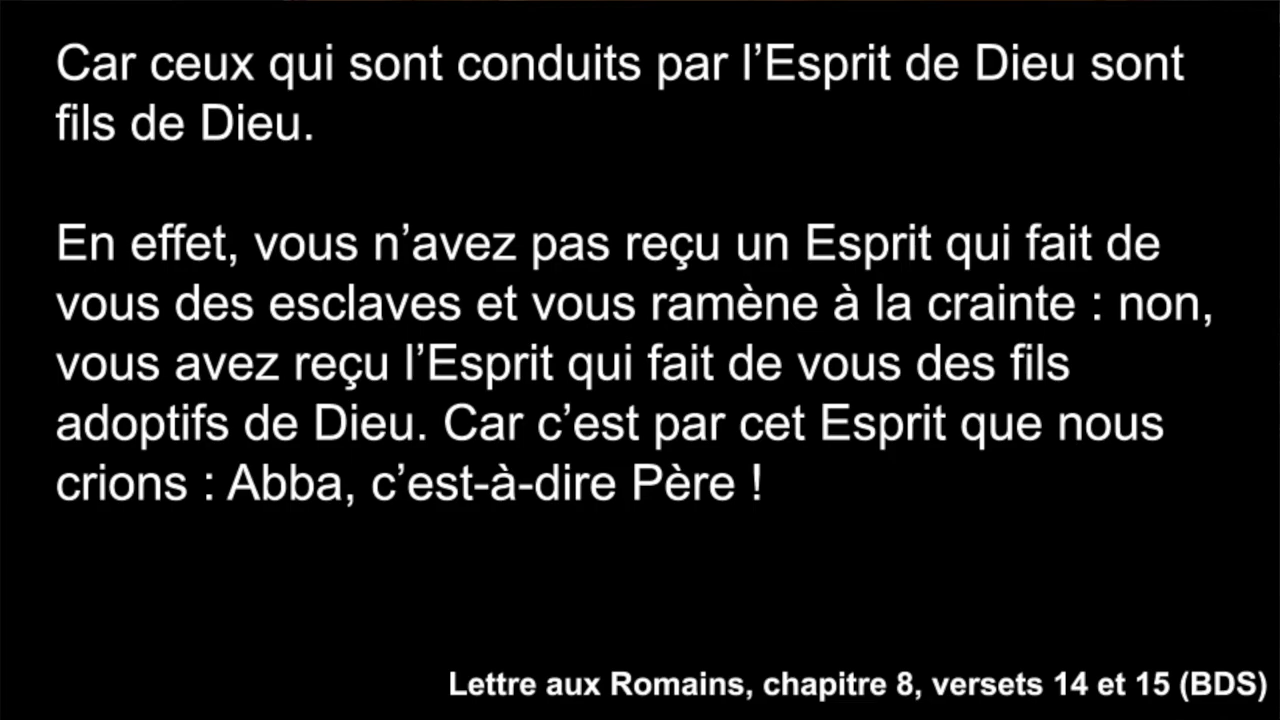 Car ceux qui sont conduits par l’Esprit de Dieu sont
fils de Dieu.
En effet, vous n’avez pas reçu un Esprit qui fait de
vous des esclaves et vous ramène à la crainte : non,
vous avez reçu l’Esprit qui fait de vous des fils
adoptifs de Dieu. Car c’est par cet Esprit que nous
crions : Abba, c’est-à-dire Père !
Lettre aux Romains, chapitre 8, versets 14 et 15 (BDS)